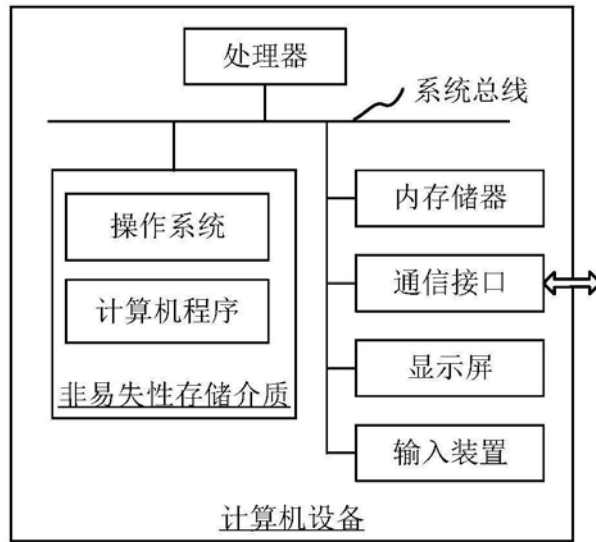 处理器
系统总线
操作系统
计算机程序
非易失性存储介质
内存储器
通信接口
显示屏
输入装置
计算机设备